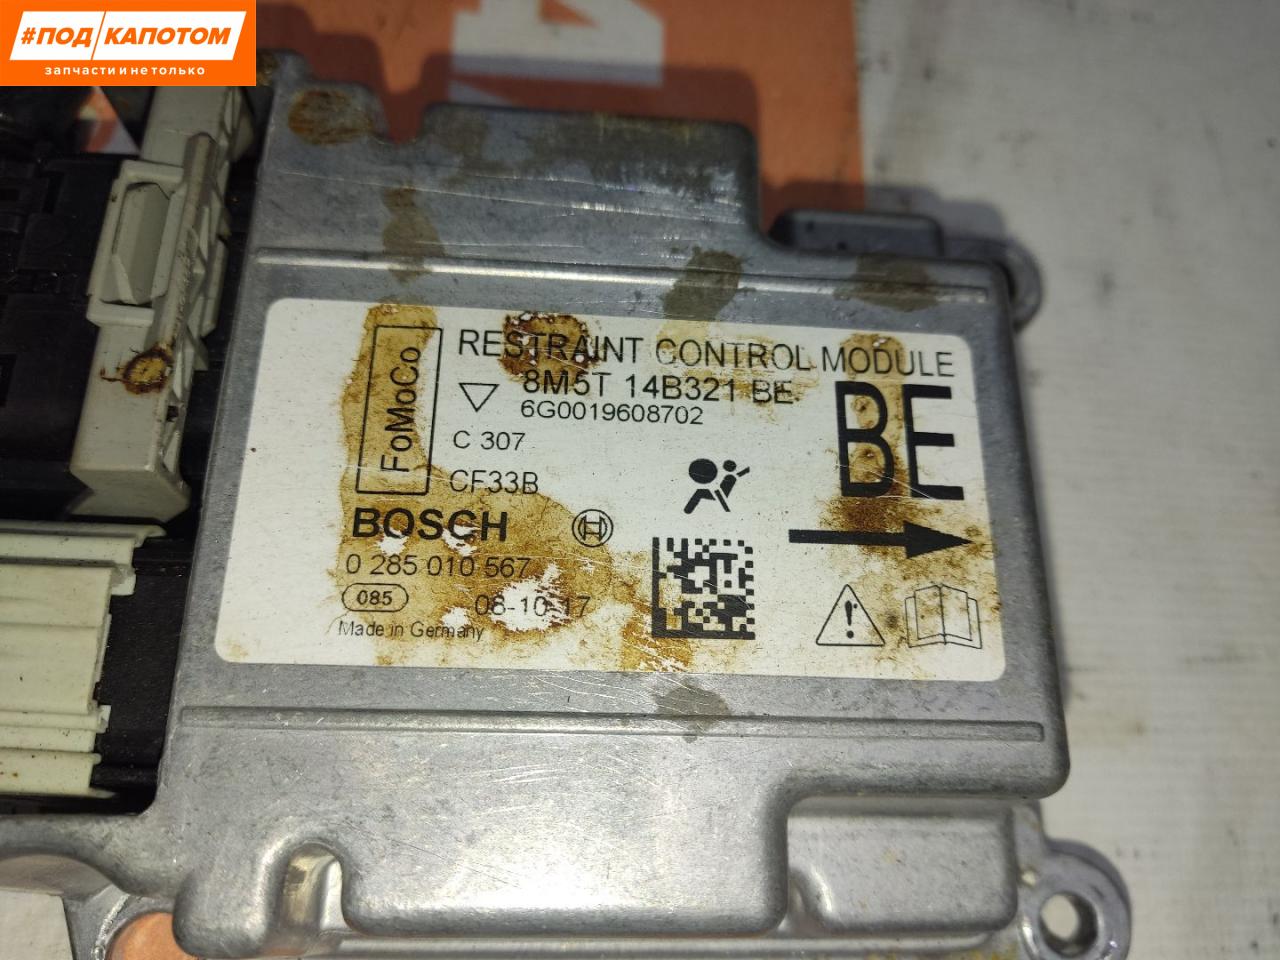 #ПОД КАПОТОМ
запчасти и не только
FoMoCo
RESTRAINT CONTROL MODULE
8M5T 14B321 BE
6G0019608702
BE
C 307
CF33B
BOSCH
0 285 010 567
085
08-10-17
Made in Germany